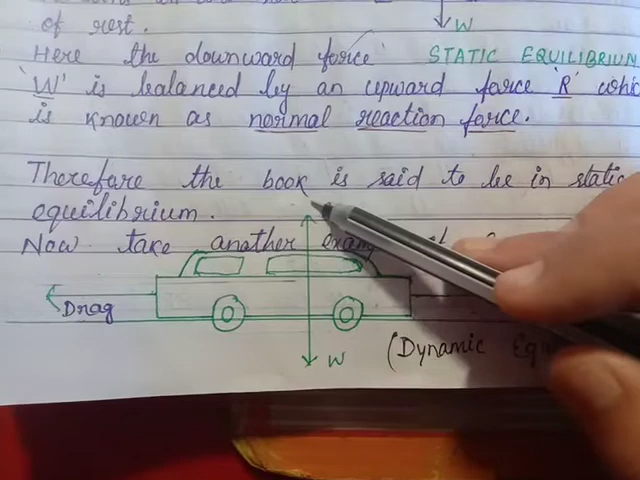 of rest.
W
Here the downward force
STATIC EQUILIBRIUM
'W' is balanced by an upward force 'R' whic
is known as normal reaction force.
Therefore the book is said to be in static
equilibrium.
Now take another
Drag
W
(Dynamic